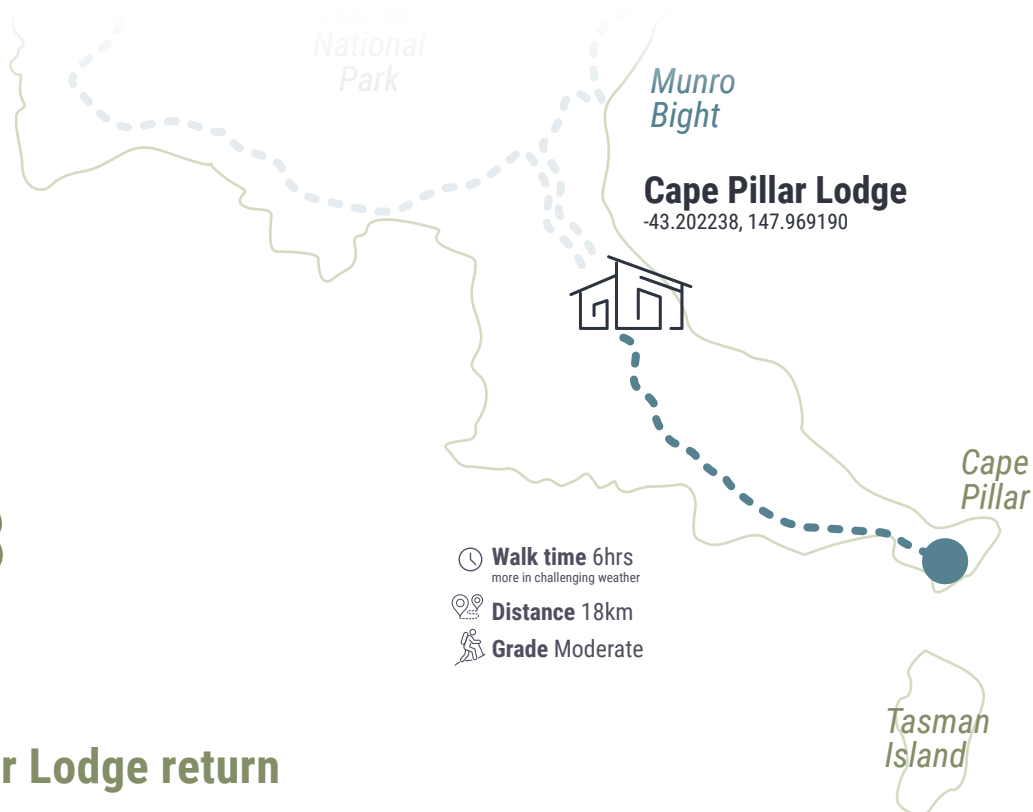 National
Park
Munro
Bight
Cape Pillar Lodge
-43.202238, 147.969190
Cape
Pillar
Walk time 6hrs
more in challenging weather
Distance 18km
Grade Moderate
Tasman
Island
r Lodge return